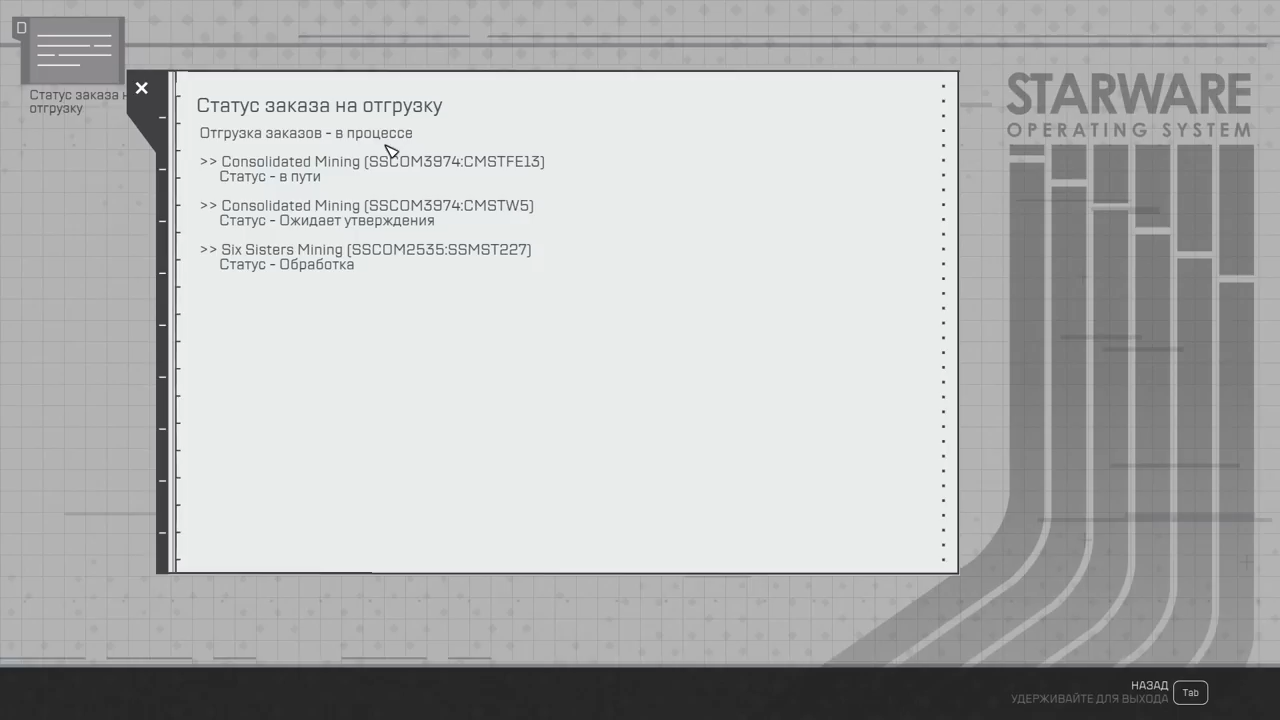 D
Статус заказа н
отгрузку
×
Статус заказа на отгрузку
Отгрузка заказов - в процессе
>> Consolidated Mining (SSCOM3974:CMSTFE13)
Статус - в пути
>> Consolidated Mining (SSCOM3974:CMSTW5)
Статус - Ожидает утверждения
>> Six Sisters Mining (SSCOM2535:SSMST227)
Статус - Обработка
STARWARE
OPERATING SYSTEM
НАЗАД
УДЕРЖИВАЙТЕ ДЛЯ ВЫХОДА
Tab